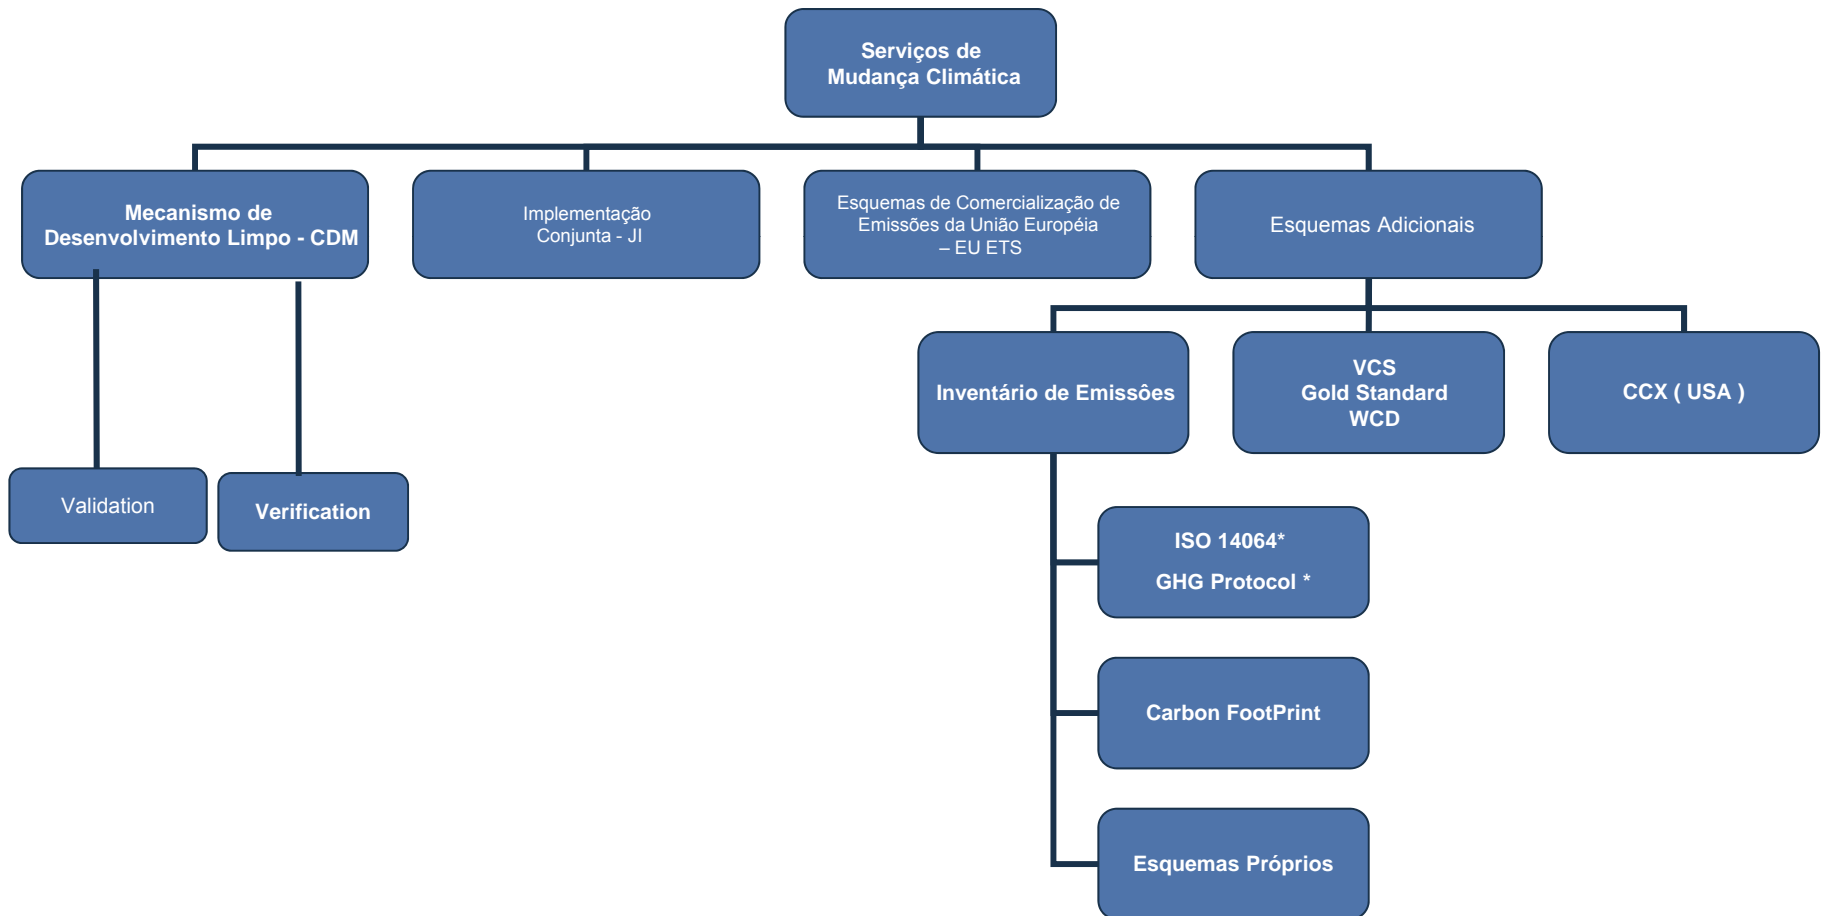 Serviços de
Mudança Climática
Mecanismo de
Desenvolvimento Limpo - CDM
Implementação
Conjunta - JI
Esquemas de Comercialização de
Emissões da União Européia
– EU ETS
Esquemas Adicionais
Inventário de Emissôes
VCS
Gold Standard
WCD
CCX ( USA )
Validation
Verification
ISO 14064*
GHG Protocol *
Carbon FootPrint
Esquemas Próprios